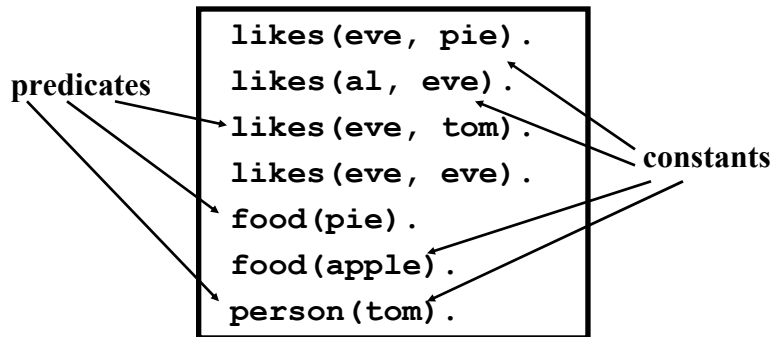 likes(eve, pie).
likes(al, eve).
predicates
likes(eve, tom).
constants
likes(eve, eve).
food(pie).
food(apple).
person(tom).